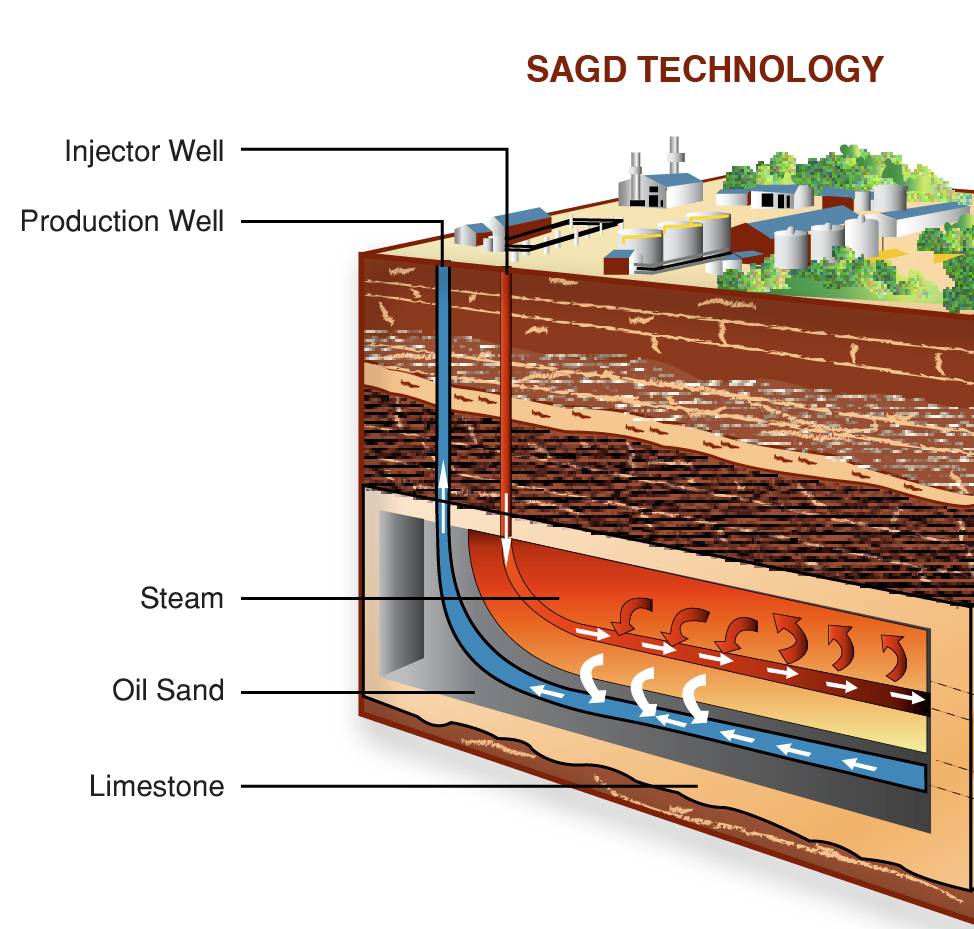 SAGD TECHNOLOGY
Injector Well
Production Well
Steam
Oil Sand
Limestone